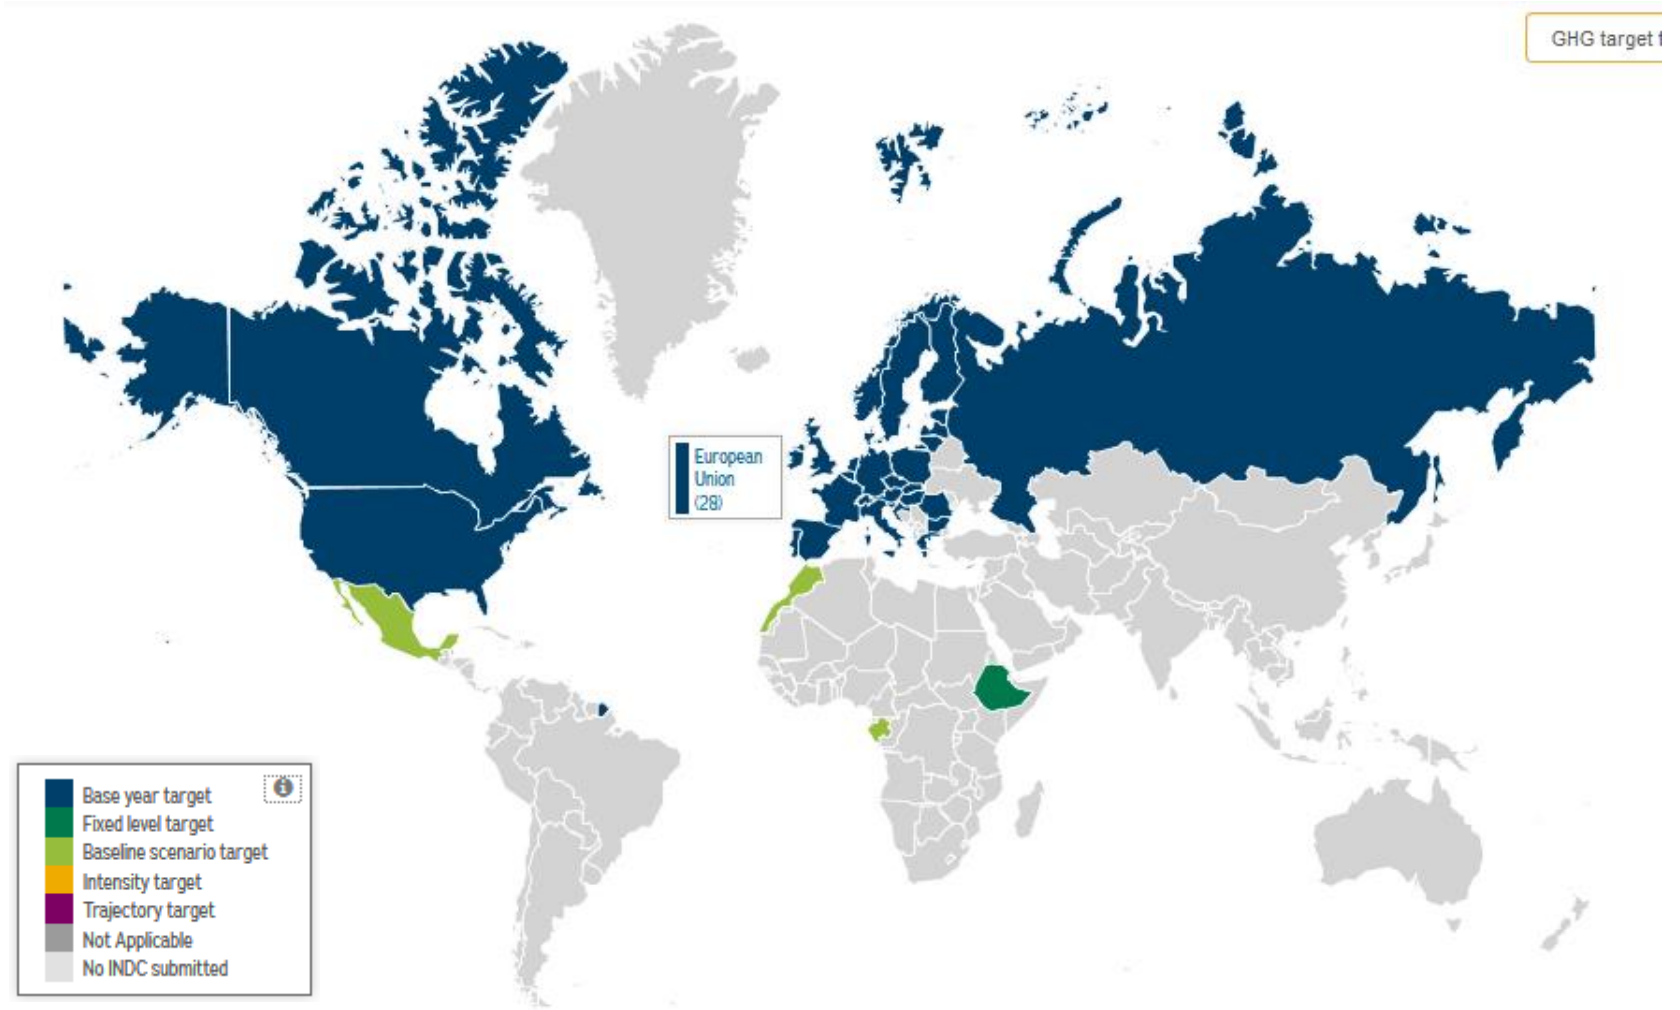 GHG target t
European
Union
(28)
Base year target
Fixed level target
Baseline scenario target
Intensity target
Trajectory target
Not Applicable
No INDC submitted